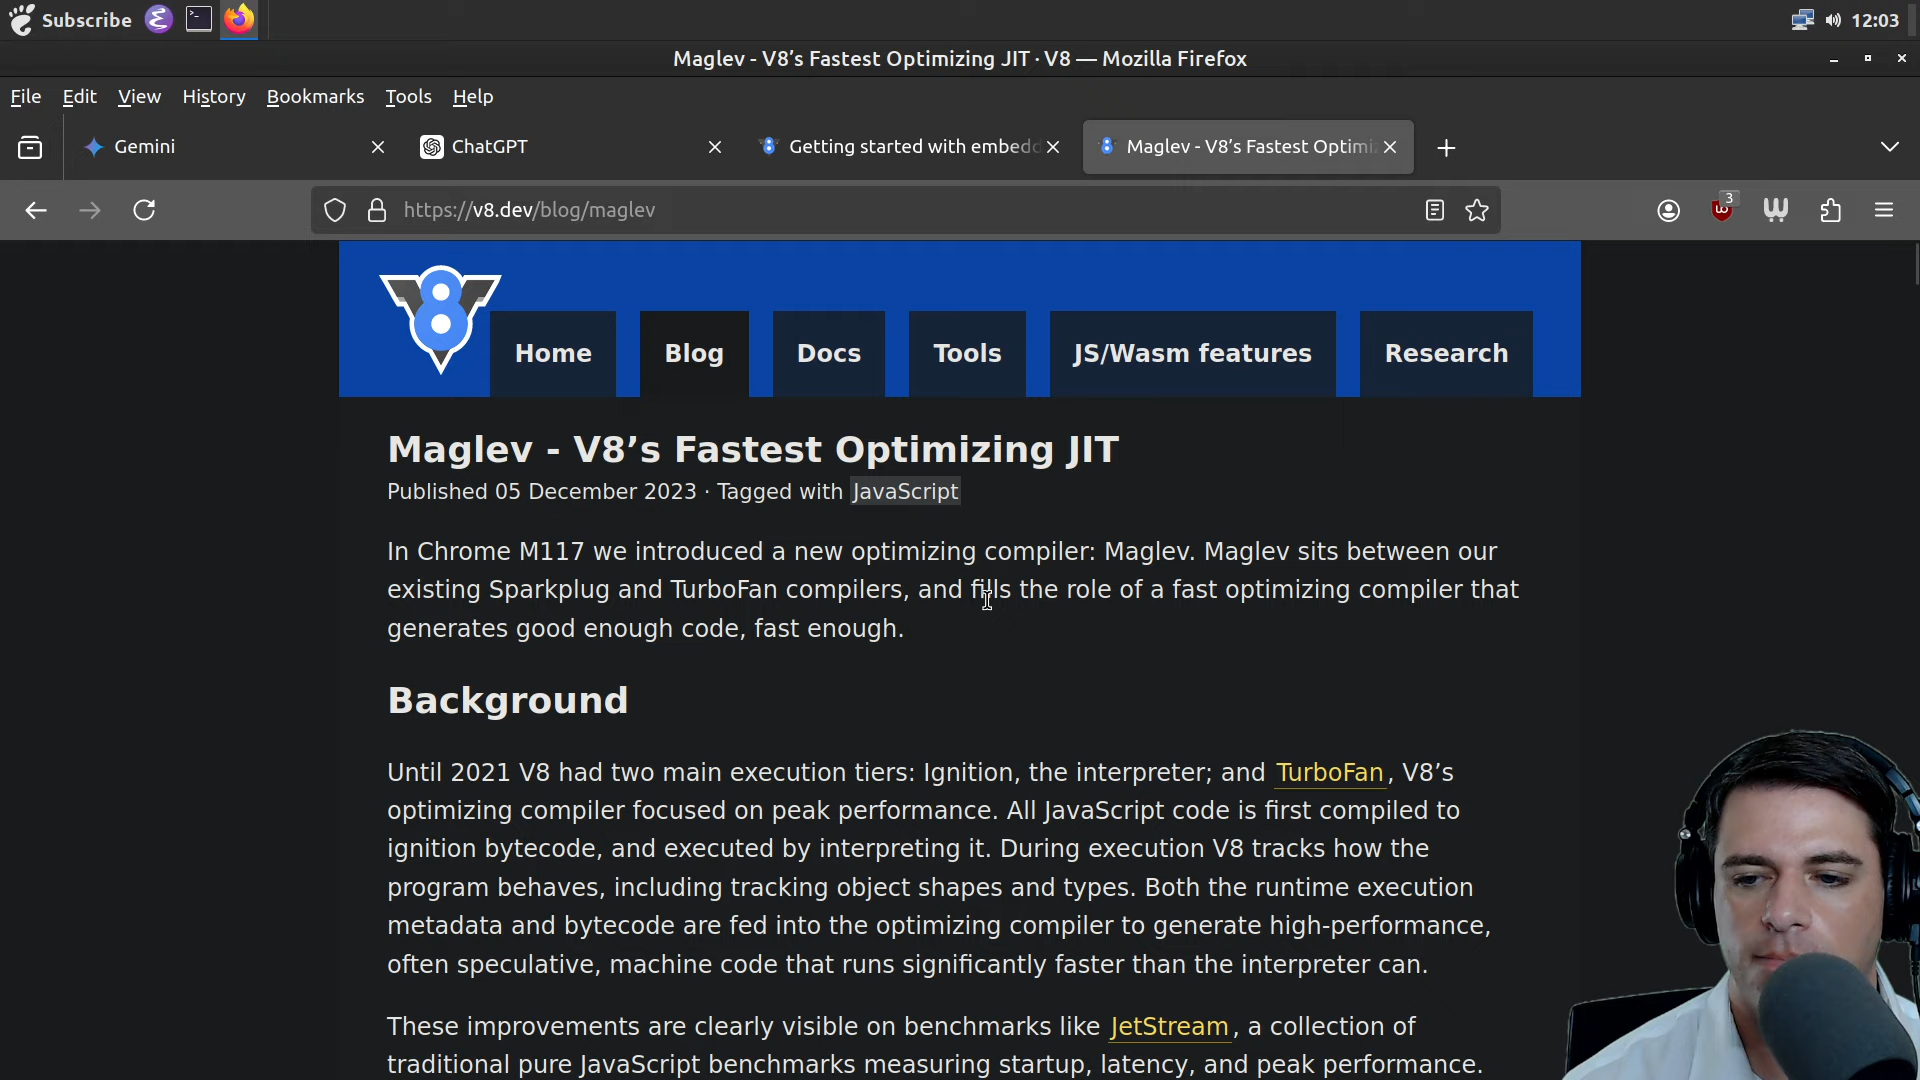 Subscribe
12:03
Maglev - V8’s Fastest Optimizing JIT · V8 — Mozilla Firefox
File Edit View History Bookmarks Tools Help
Gemini
ChatGPT
Getting started with embedd
Maglev - V8’s Fastest Optimi
https://v8.dev/blog/maglev
3
Home
Blog
Docs
Tools
JS/Wasm features
Research
Maglev - V8’s Fastest Optimizing JIT
Published 05 December 2023 · Tagged with JavaScript
In Chrome M117 we introduced a new optimizing compiler: Maglev. Maglev sits between our
existing Sparkplug and TurboFan compilers, and fills the role of a fast optimizing compiler that
generates good enough code, fast enough.
Background
Until 2021 V8 had two main execution tiers: Ignition, the interpreter; and TurboFan, V8’s
optimizing compiler focused on peak performance. All JavaScript code is first compiled to
ignition bytecode, and executed by interpreting it. During execution V8 tracks how the
program behaves, including tracking object shapes and types. Both the runtime execution
metadata and bytecode are fed into the optimizing compiler to generate high-performance,
often speculative, machine code that runs significantly faster than the interpreter can.
These improvements are clearly visible on benchmarks like JetStream, a collection of
traditional pure JavaScript benchmarks measuring startup, latency, and peak performance.